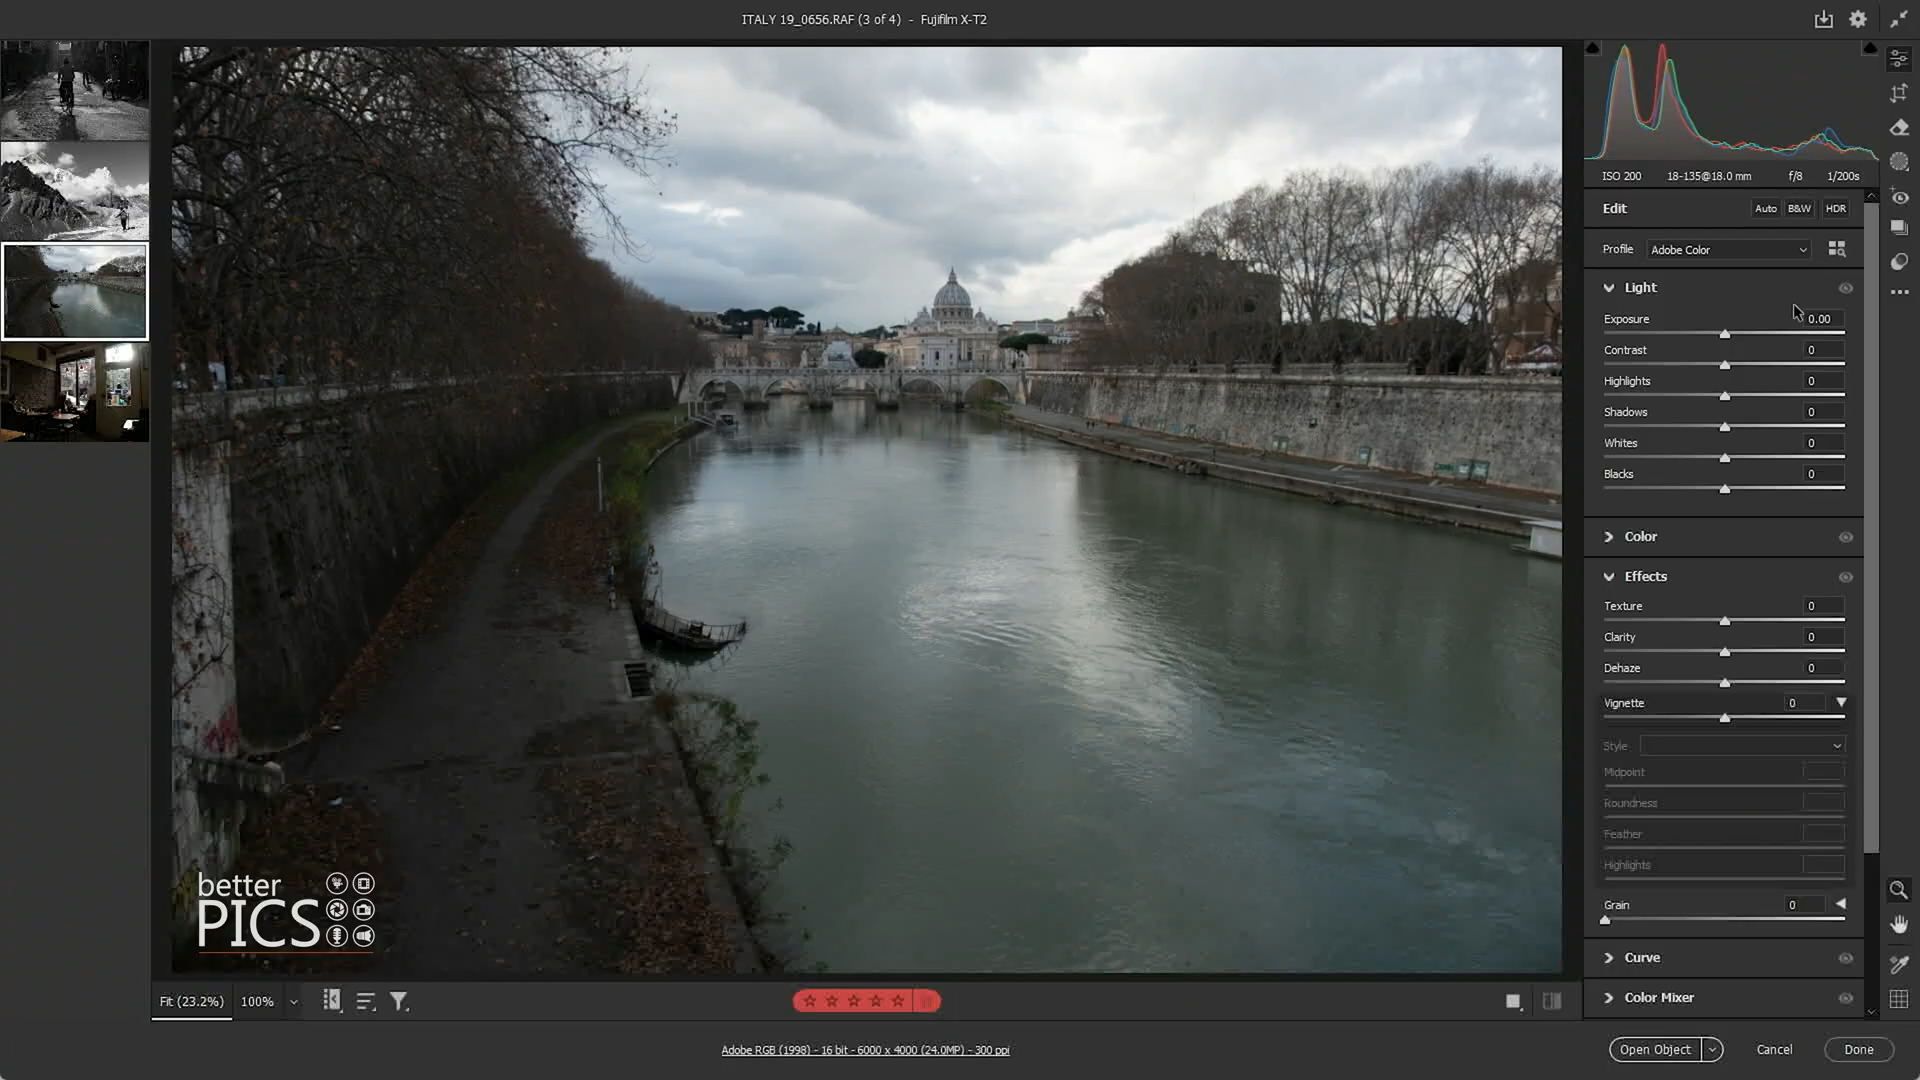 ITALY 19_0656.RAF (3 of 4) - Fujifilm X-T2
ISO 200 18-135@18.0 mm f/8 1/200s
Edit Auto B&W HDR
Profile Adobe Color
Light
Exposure 0.00
Contrast 0
Highlights 0
Shadows 0
Whites 0
Blacks 0
Color
Effects
Texture 0
Clarity 0
Dehaze 0
Vignette 0
Style
Midpoint
Roundness
Feather
Highlights
Grain 0
Curve
Color Mixer
better
PICS
Fit (23.2%) 100%
Adobe RGB (1998) - 16 bit - 6000 x 4000 (24.0MP) - 300 ppi
Open Object Cancel Done